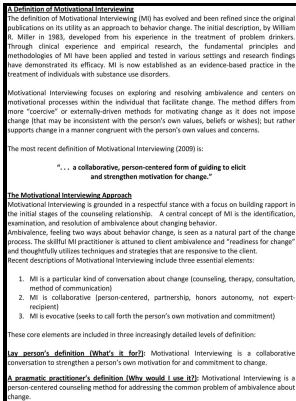 A Definition of Motivational Interviewing
The definition of Motivational Interviewing (MI) has evolved and been refined since the original
publications on its utility as an approach to behavior change. The initial description, by William
R. Miller in 1983, developed from his experience in the treatment of problem drinkers.
Through clinical experience and empirical research, the fundamental principles and
methodologies of MI have been applied and tested in various settings and research findings
have demonstrated its efficacy. MI is now established as an evidence-based practice in the
treatment of individuals with substance use disorders.
Motivational Interviewing focuses on exploring and resolving ambivalence and centers on
motivational processes within the individual that facilitate change. The method differs from
more "coercive" or externally-driven methods for motivating change as it does not impose
change (that may be inconsistent with the person's own values, beliefs or wishes); but rather
supports change in a manner congruent with the person's own values and concerns.
The most recent definition of Motivational Interviewing (2009) is:
". . . a collaborative, person-centered form of guiding to elicit
and strengthen motivation for change."
The Motivational Interviewing Approach
Motivational Interviewing is grounded in a respectful stance with a focus on building rapport in
the initial stages of the counseling relationship. A central concept of MI is the identification,
examination, and resolution of ambivalence about changing behavior.
Ambivalence, feeling two ways about behavior change, is seen as a natural part of the change
process. The skillful MI practitioner is attuned to client ambivalence and "readiness for change"
and thoughtfully utilizes techniques and strategies that are responsive to the client.
Recent descriptions of Motivational Interviewing include three essential elements:
1. MI is a particular kind of conversation about change (counseling, therapy, consultation,
method of communication)
2. MI is collaborative (person-centered, partnership, honors autonomy, not expert-
recipient)
3. MI is evocative (seeks to call forth the person's own motivation and commitment)
These core elements are included in three increasingly detailed levels of definition:
Lay person's definition (What's it for?): Motivational Interviewing is a collaborative
conversation to strengthen a person's own motivation for and commitment to change.
A pragmatic practitioner's definition (Why would I use it?): Motivational Interviewing is a
person-centered counseling method for addressing the common problem of ambivalence about
change.